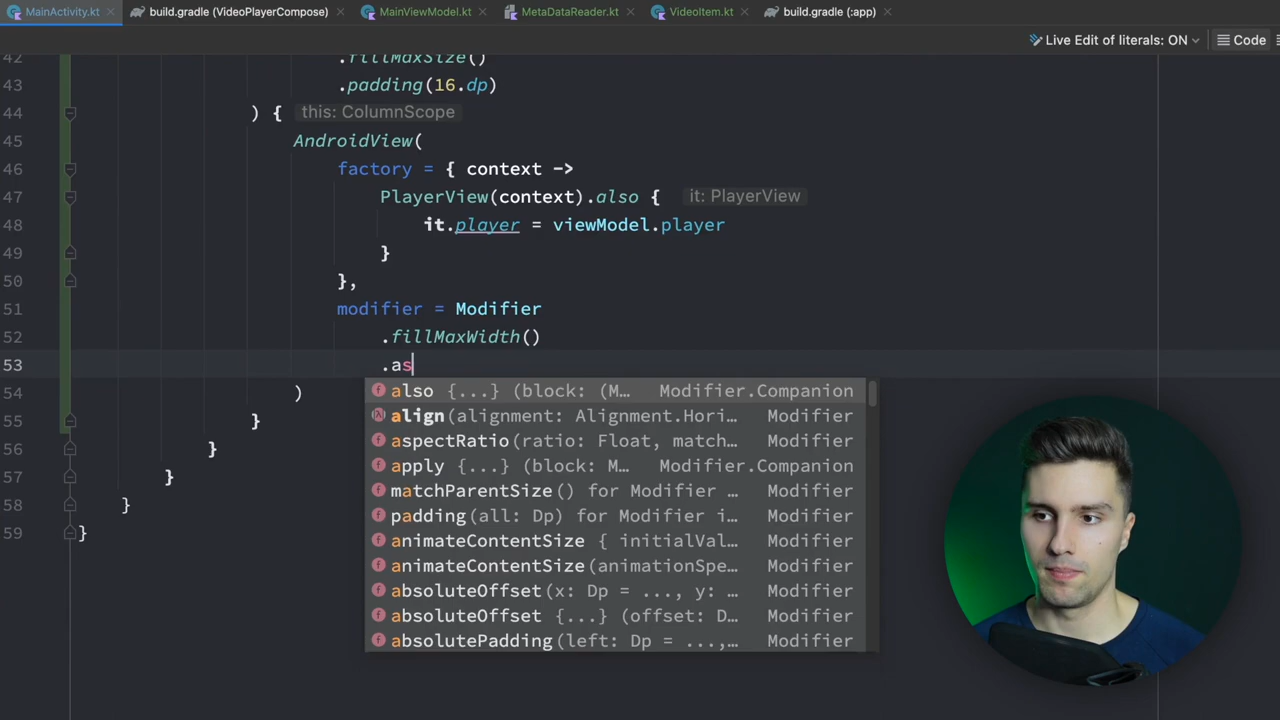 MainActivity.kt build.gradle (VideoPlayerCompose) MainViewModel.kt MetaDataReader.kt VideoItem.kt build.gradle (:app)
Live Edit of literals: ON Code
42 .fillMaxSize()
43 .padding(16.dp)
44 ) { this: ColumnScope
45 AndroidView(
46 factory = { context ->
47 PlayerView(context).also { it: PlayerView
48 it.player = viewModel.player
49 }
50 },
51 modifier = Modifier
52 .fillMaxWidth()
53 .as
54 )
also {...} (block: (M... Modifier.Companion
align(alignment: Alignment.Hori... Modifier
55 }
aspectRatio(ratio: Float, match... Modifier
56 }
apply {...} (block: M... Modifier.Companion
57 }
matchParentSize() for Modifier ... Modifier
58 }
padding(all: Dp) for Modifier i... Modifier
59 }
animateContentSize { initialVal... Modifier
animateContentSize(animationSpe... Modifier
absoluteOffset(x: Dp = ..., y: ... Modifier
absoluteOffset {...} (offset: D... Modifier
absolutePadding(left: Dp = ...,... Modifier